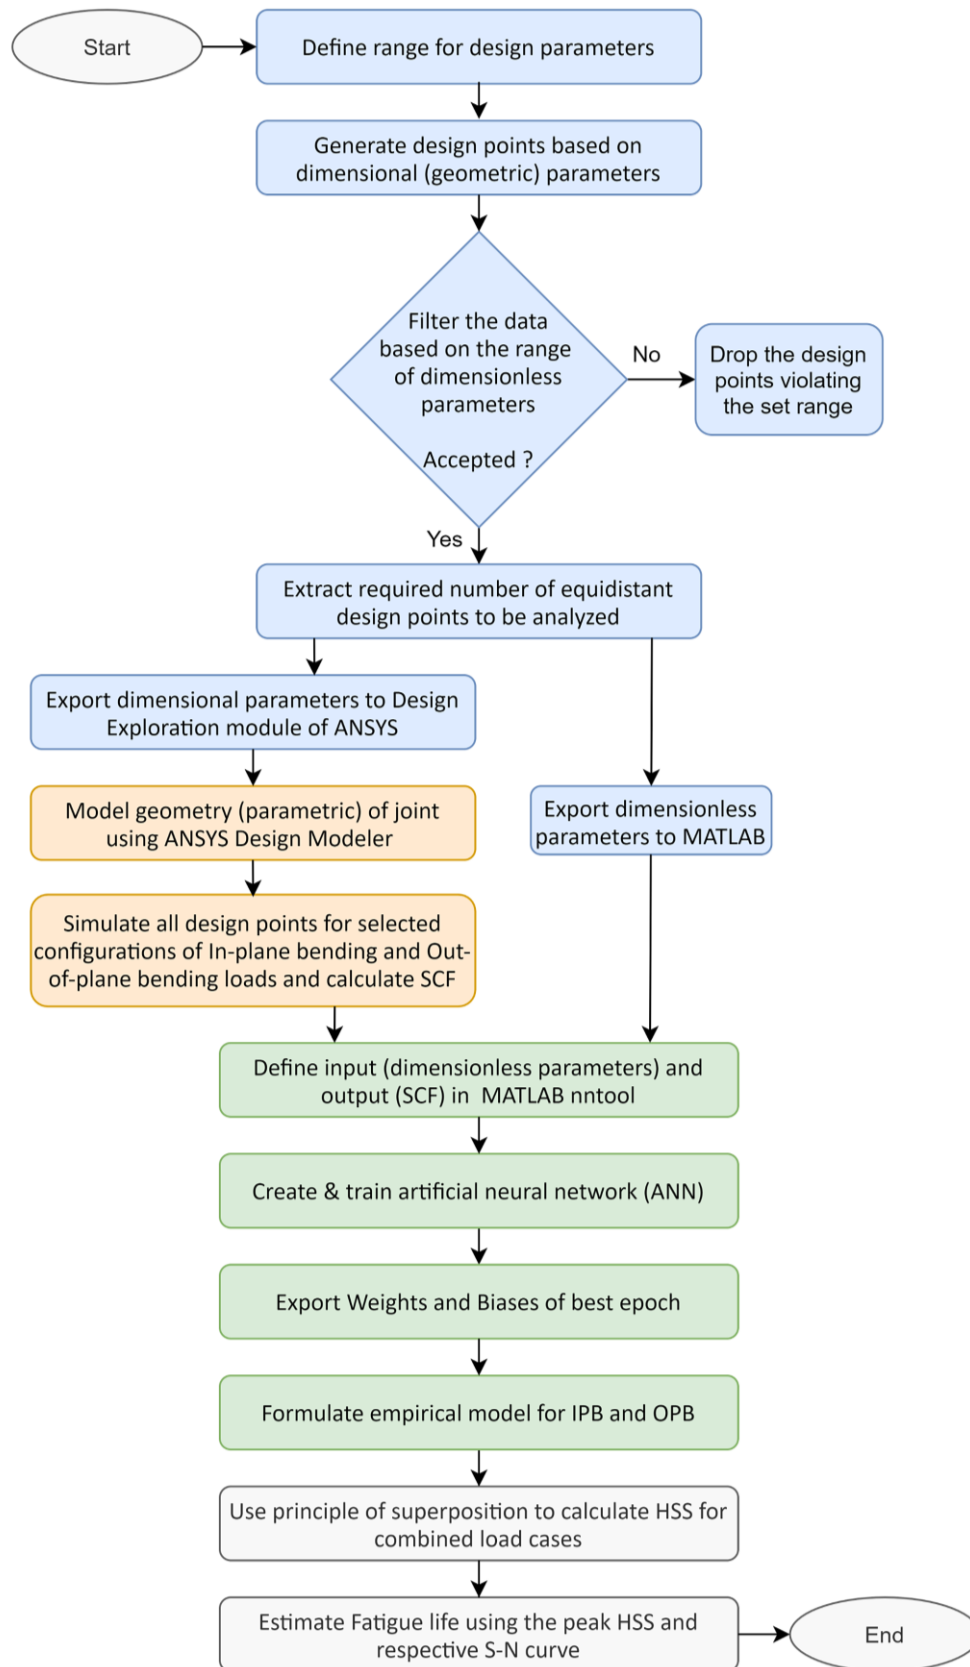 Start
Define range for design parameters
Generate design points based on
dimensional (geometric) parameters
Filter the data
based on the range
of dimensionless
parameters
Accepted ?
No
Drop the design
points violating
the set range
Yes
Extract required number of equidistant
design points to be analyzed
Export dimensional parameters to Design
Exploration module of ANSYS
Model geometry (parametric) of joint
using ANSYS Design Modeler
Export dimensionless
parameters to MATLAB
Simulate all design points for selected
configurations of In-plane bending and Out-
of-plane bending loads and calculate SCF
Define input (dimensionless parameters) and
output (SCF) in MATLAB nntool
Create & train artificial neural network (ANN)
Export Weights and Biases of best epoch
Formulate empirical model for IPB and OPB
Use principle of superposition to calculate HSS for
combined load cases
Estimate Fatigue life using the peak HSS and
respective S-N curve
End